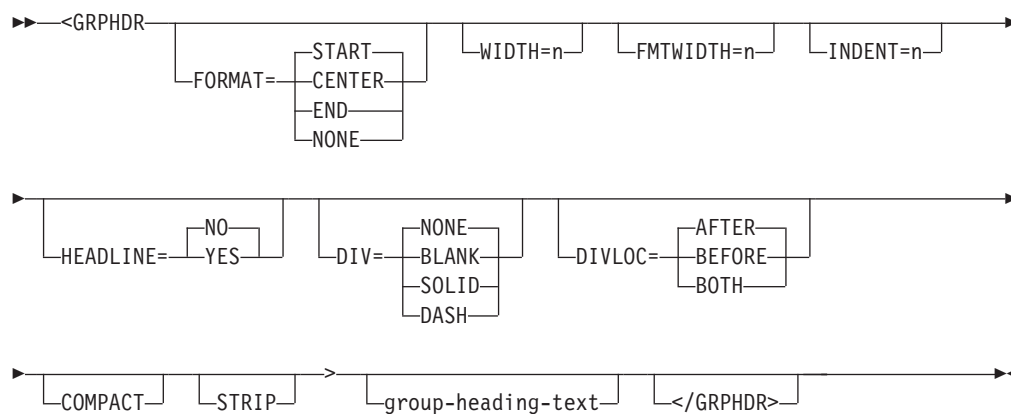 <GRPHDR
FORMAT=
START
CENTER
END
NONE
WIDTH=n
FMTWIDTH=n
INDENT=n
HEADLINE=
NO
YES
DIV=
NONE
BLANK
SOLID
DASH
DIVLOC=
AFTER
BEFORE
BOTH
COMPACT
STRIP
>
group-heading-text
</GRPHDR>